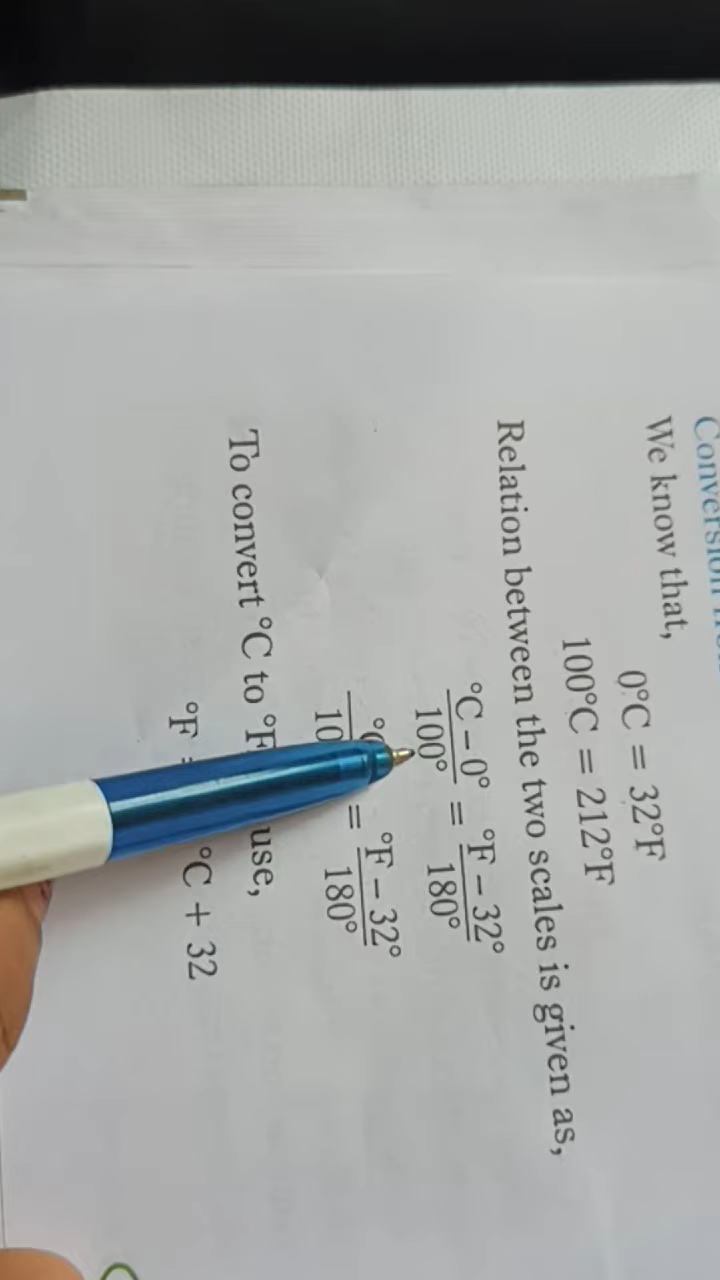 Conversion
We know that,
0°C = 32°F
100°C = 212°F
Relation between the two scales is given as,
°C – 0° / 100° = °F – 32° / 180°
= °F – 32° / 180°
To convert °C to °F use,
°F °C + 32